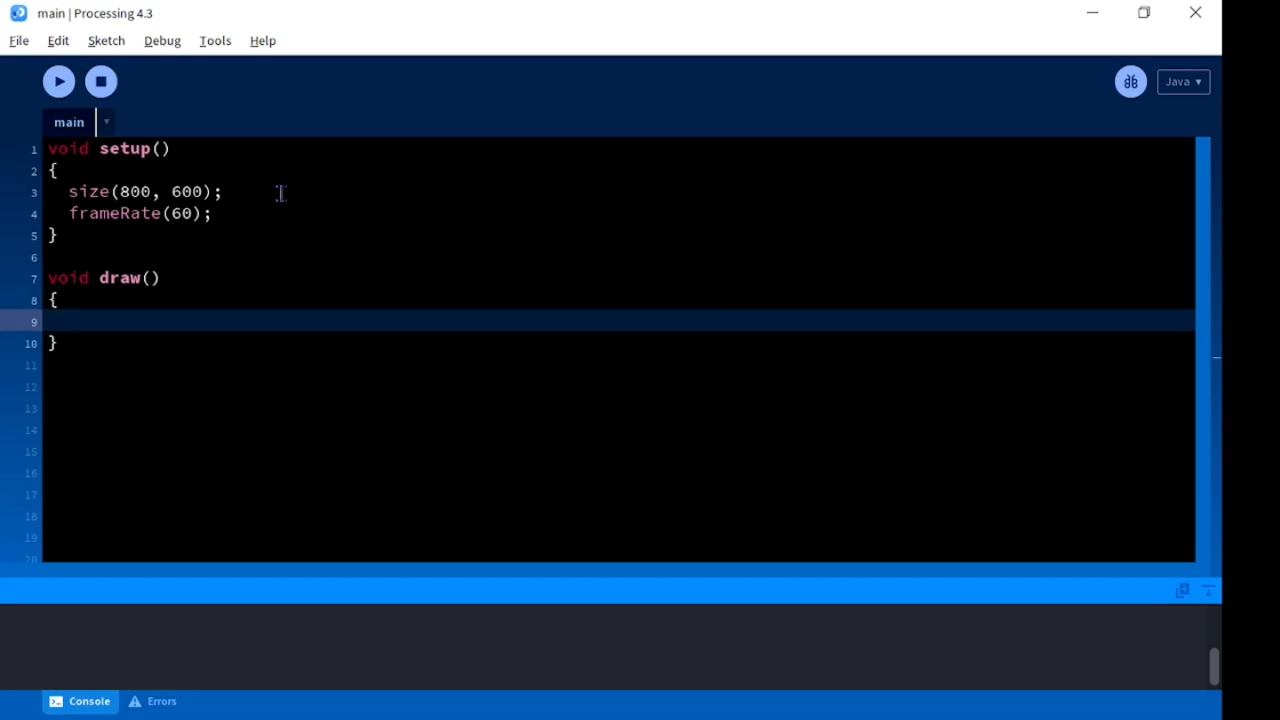 main | Processing 4.3
File Edit Sketch Debug Tools Help
Java ▾
main ▾
1 void setup()
2 {
3 size(800, 600);
4 frameRate(60);
5 }
6
7 void draw()
8 {
9
10 }
11
12
13
14
15
16
17
18
19
20
Console Errors